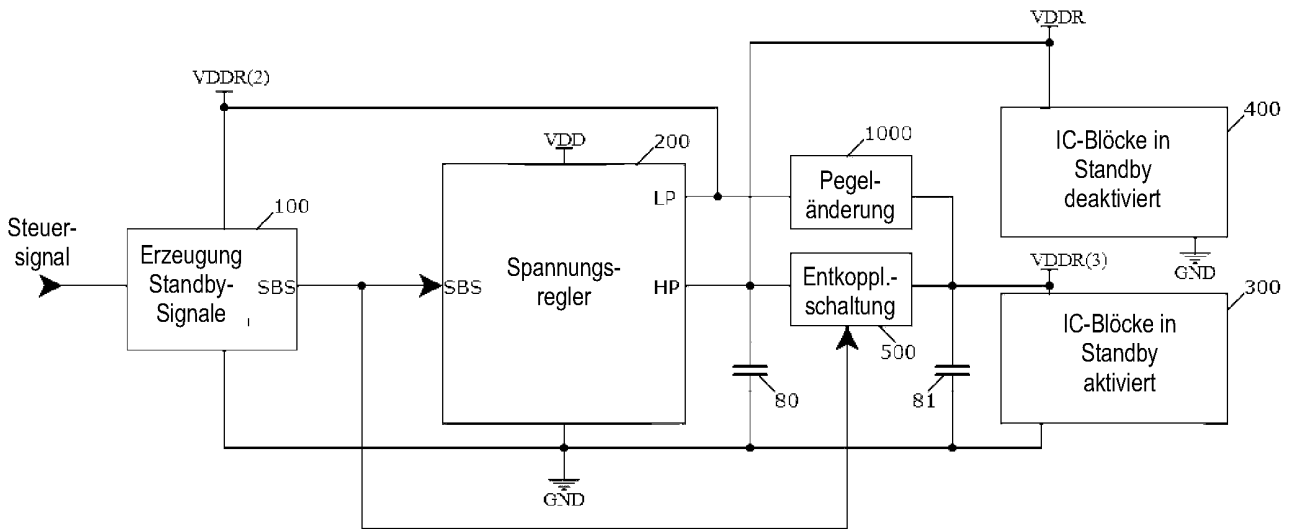 VDDR
VDDR(2)
400
VDD
200
1000
IC-Blöcke in
Standby
deaktiviert
Pegel-
änderung
LP
100
Steuer-
signal
Erzeugung
Standby-
Signale
SBS
SBS
Spannungs-
regler
HP
Entkoppl.-
schaltung
VDDR(3)
GND
300
IC-Blöcke in
Standby
aktiviert
500
80
81
GND